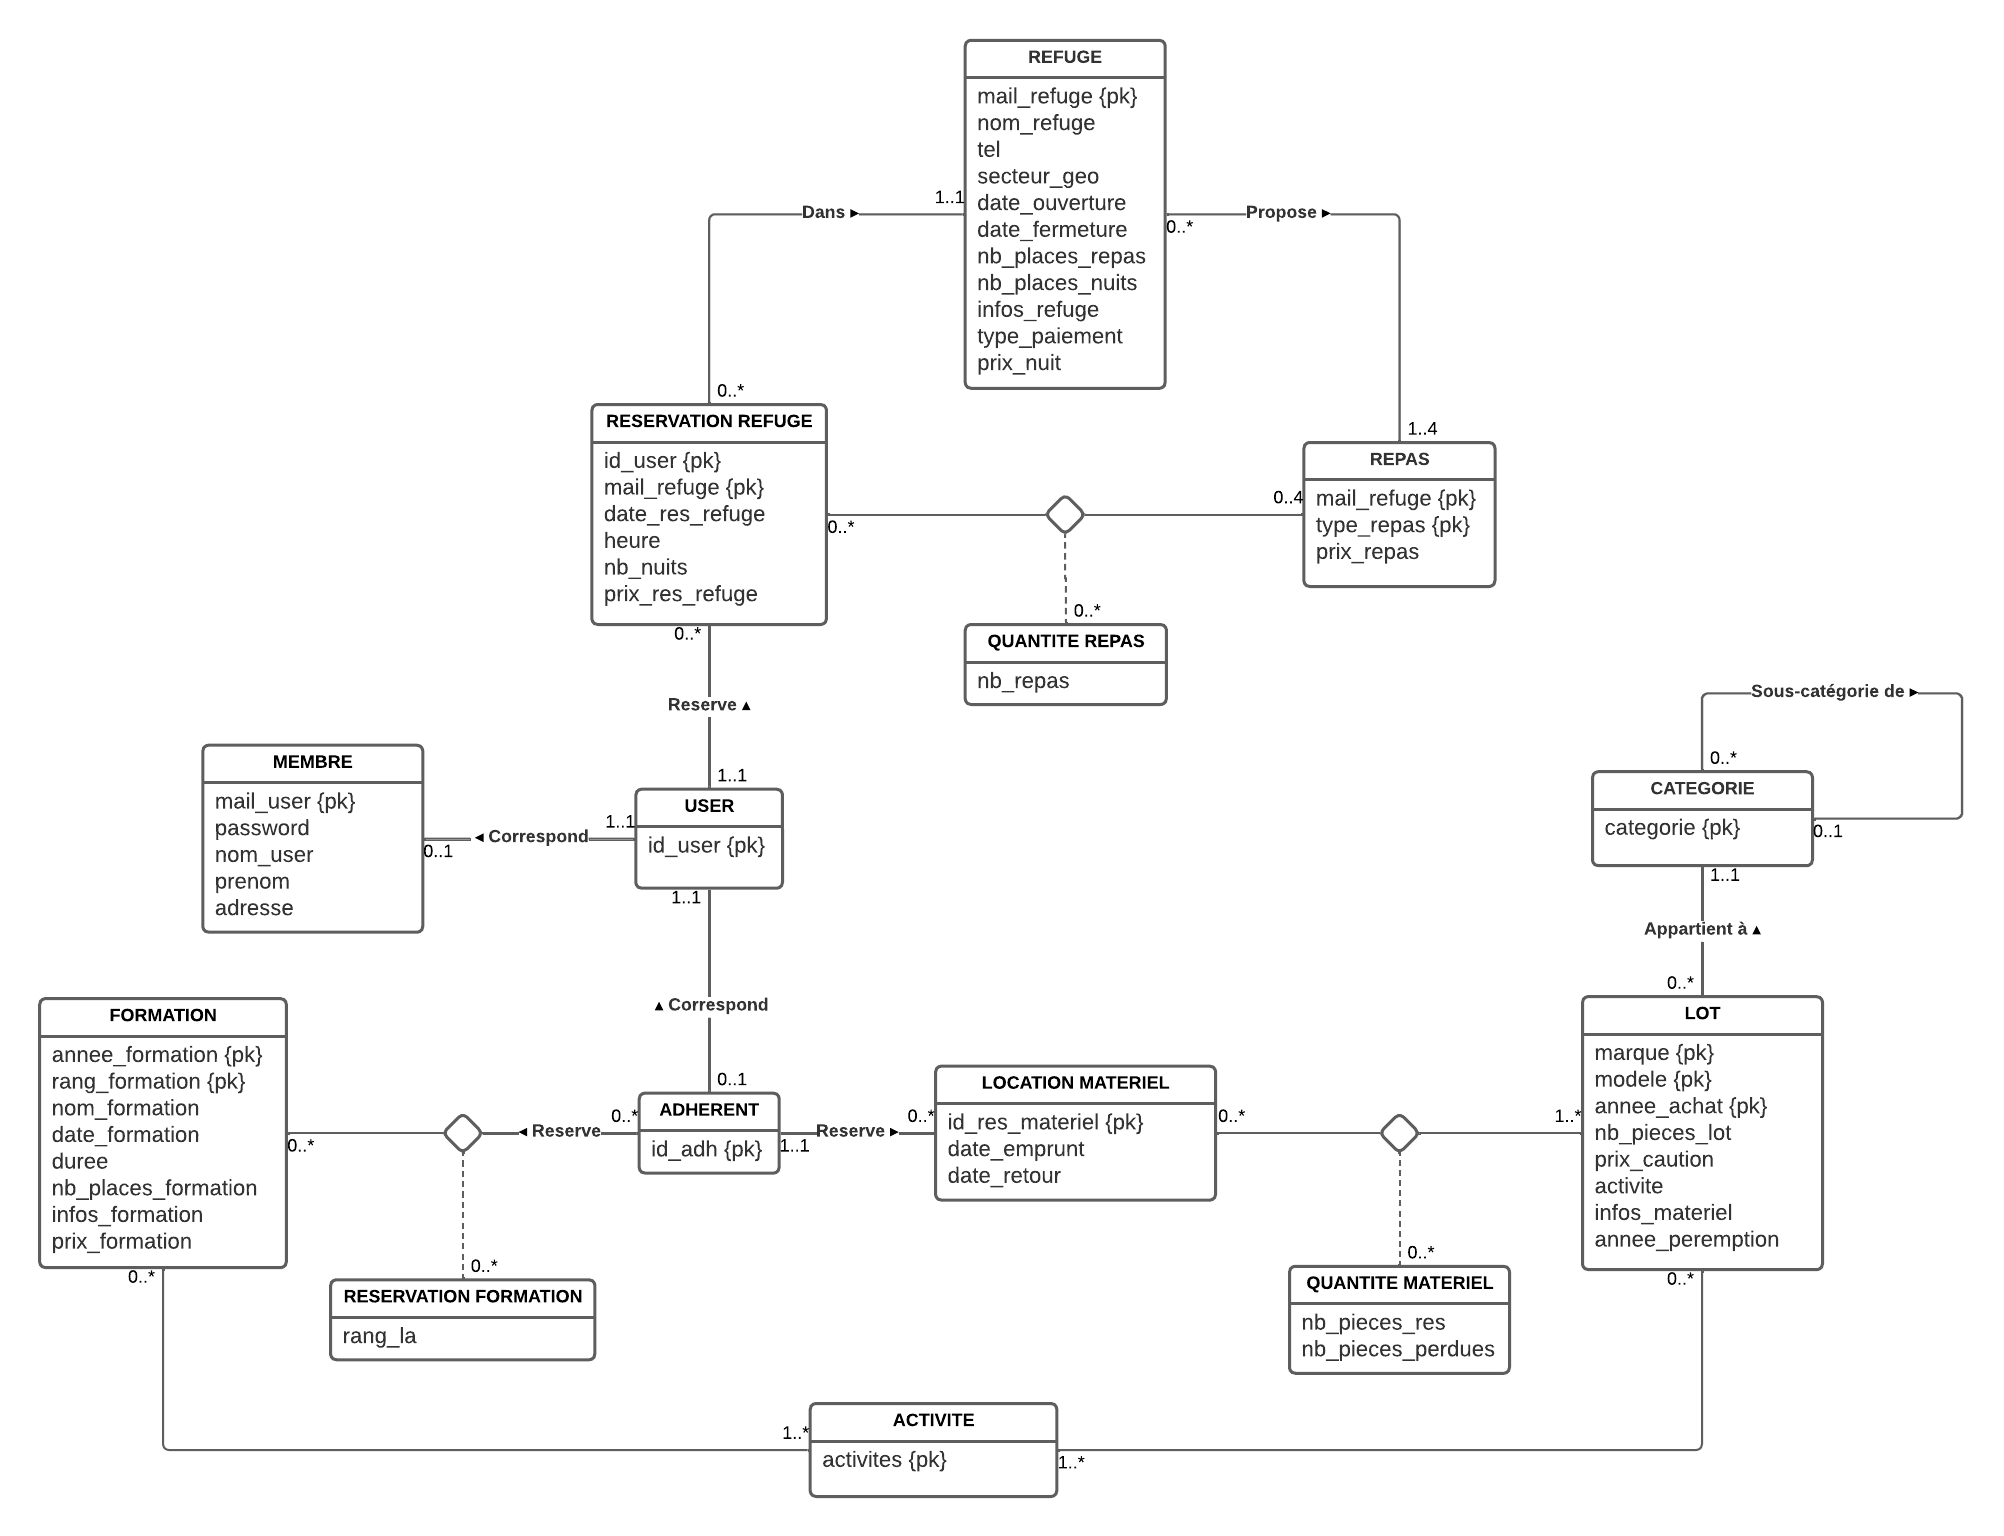 REFUGE
mail_refuge {pk}
nom_refuge
tel
secteur_geo
date_ouverture
date_fermeture
nb_places_repas
nb_places_nuits
infos_refuge
type_paiement
prix_nuit
1..1
Dans ►
0..*
0..*
Propose ►
1..4
RESERVATION REFUGE
id_user {pk}
mail_refuge {pk}
date_res_refuge
heure
nb_nuits
prix_res_refuge
0..*
0..4
REPAS
mail_refuge {pk}
type_repas {pk}
prix_repas
0..*
QUANTITE REPAS
nb_repas
0..*
Reserve ▲
1..1
MEMBRE
mail_user {pk}
password
nom_user
prenom
adresse
0..1
◄ Correspond
1..1
USER
id_user {pk}
1..1
▲ Correspond
0..1
Sous-catégorie de ►
0..*
CATEGORIE
categorie {pk}
0..1
1..1
Appartient à ▲
0..*
FORMATION
annee_formation {pk}
rang_formation {pk}
nom_formation
date_formation
duree
nb_places_formation
infos_formation
prix_formation
0..*
◄ Reserve
0..*
ADHERENT
id_adh {pk}
1..1
Reserve ►
0..*
LOCATION MATERIEL
id_res_materiel {pk}
date_emprunt
date_retour
0..*
1..*
LOT
marque {pk}
modele {pk}
annee_achat {pk}
nb_pieces_lot
prix_caution
activite
infos_materiel
annee_peremption
0..*
RESERVATION FORMATION
rang_la
0..*
QUANTITE MATERIEL
nb_pieces_res
nb_pieces_perdues
0..*
0..*
1..*
ACTIVITE
activites {pk}
1..*